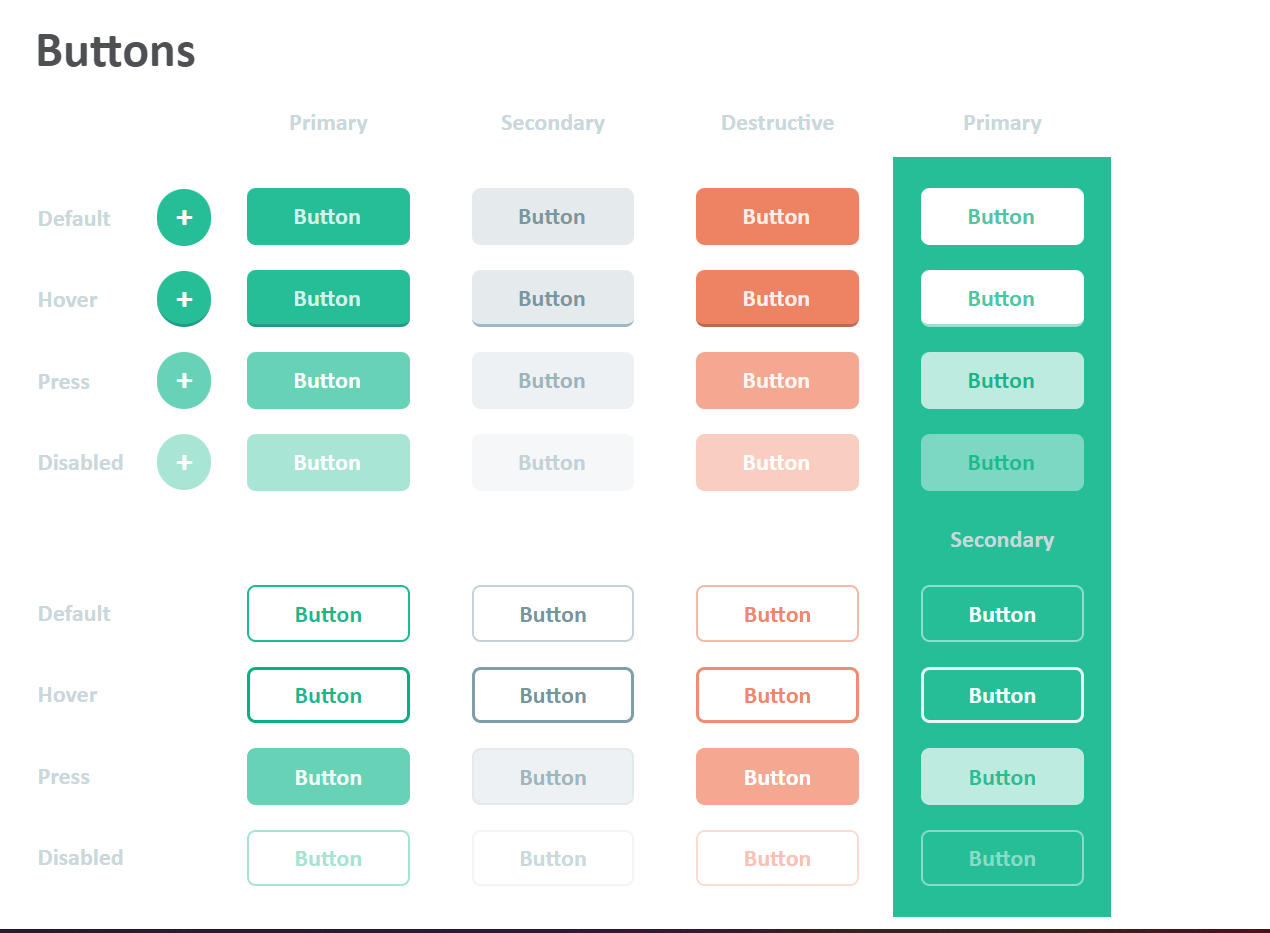 Buttons
Primary Secondary Destructive Primary
Default + Button Button Button Button
Hover + Button Button Button Button
Press + Button Button Button Button
Disabled + Button Button Button Button
Secondary
Default Button Button Button Button
Hover Button Button Button Button
Press Button Button Button Button
Disabled Button Button Button Button